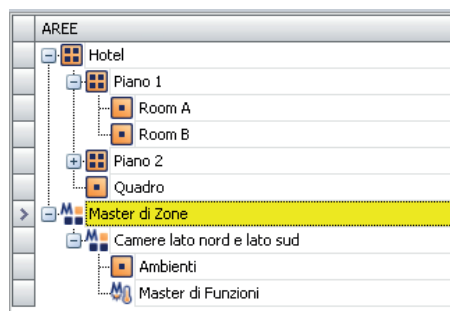 AREE
Hotel
Piano 1
Room A
Room B
Piano 2
Quadro
Master di Zone
Camere lato nord e lato sud
Ambienti
Master di Funzioni